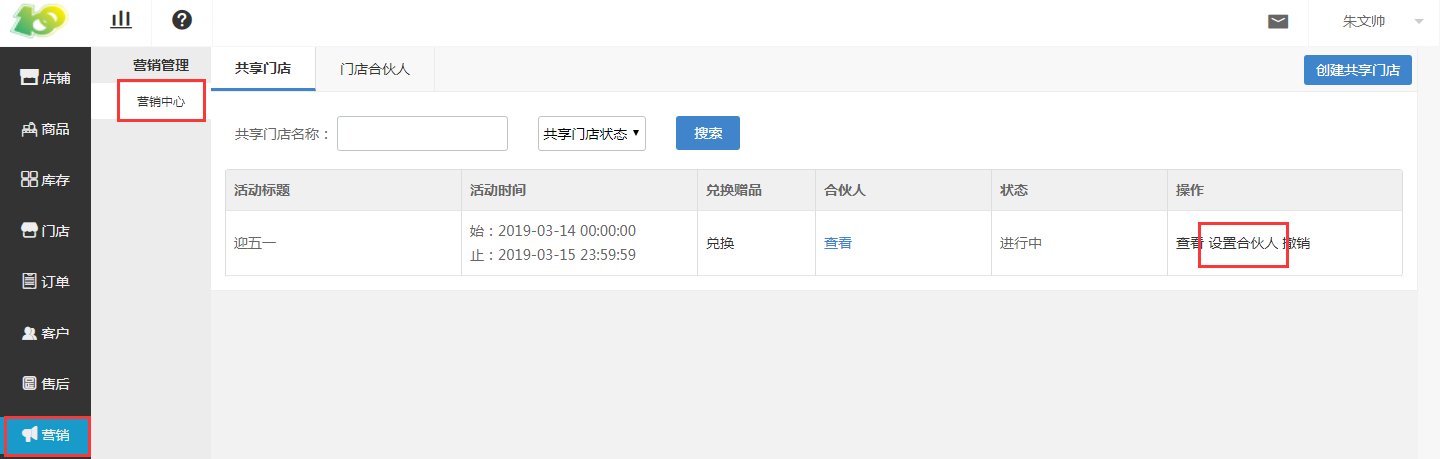 朱文帅
店铺
商品
库存
门店
订单
客户
售后
营销
营销管理
营销中心
共享门店 门店合伙人 创建共享门店
共享门店名称： 共享门店状态 搜索
活动标题 活动时间 兑换赠品 合伙人 状态 操作
迎五一 始：2019-03-14 00:00:00 兑换 查看 进行中 查看 设置合伙人 撤销
止：2019-03-15 23:59:59